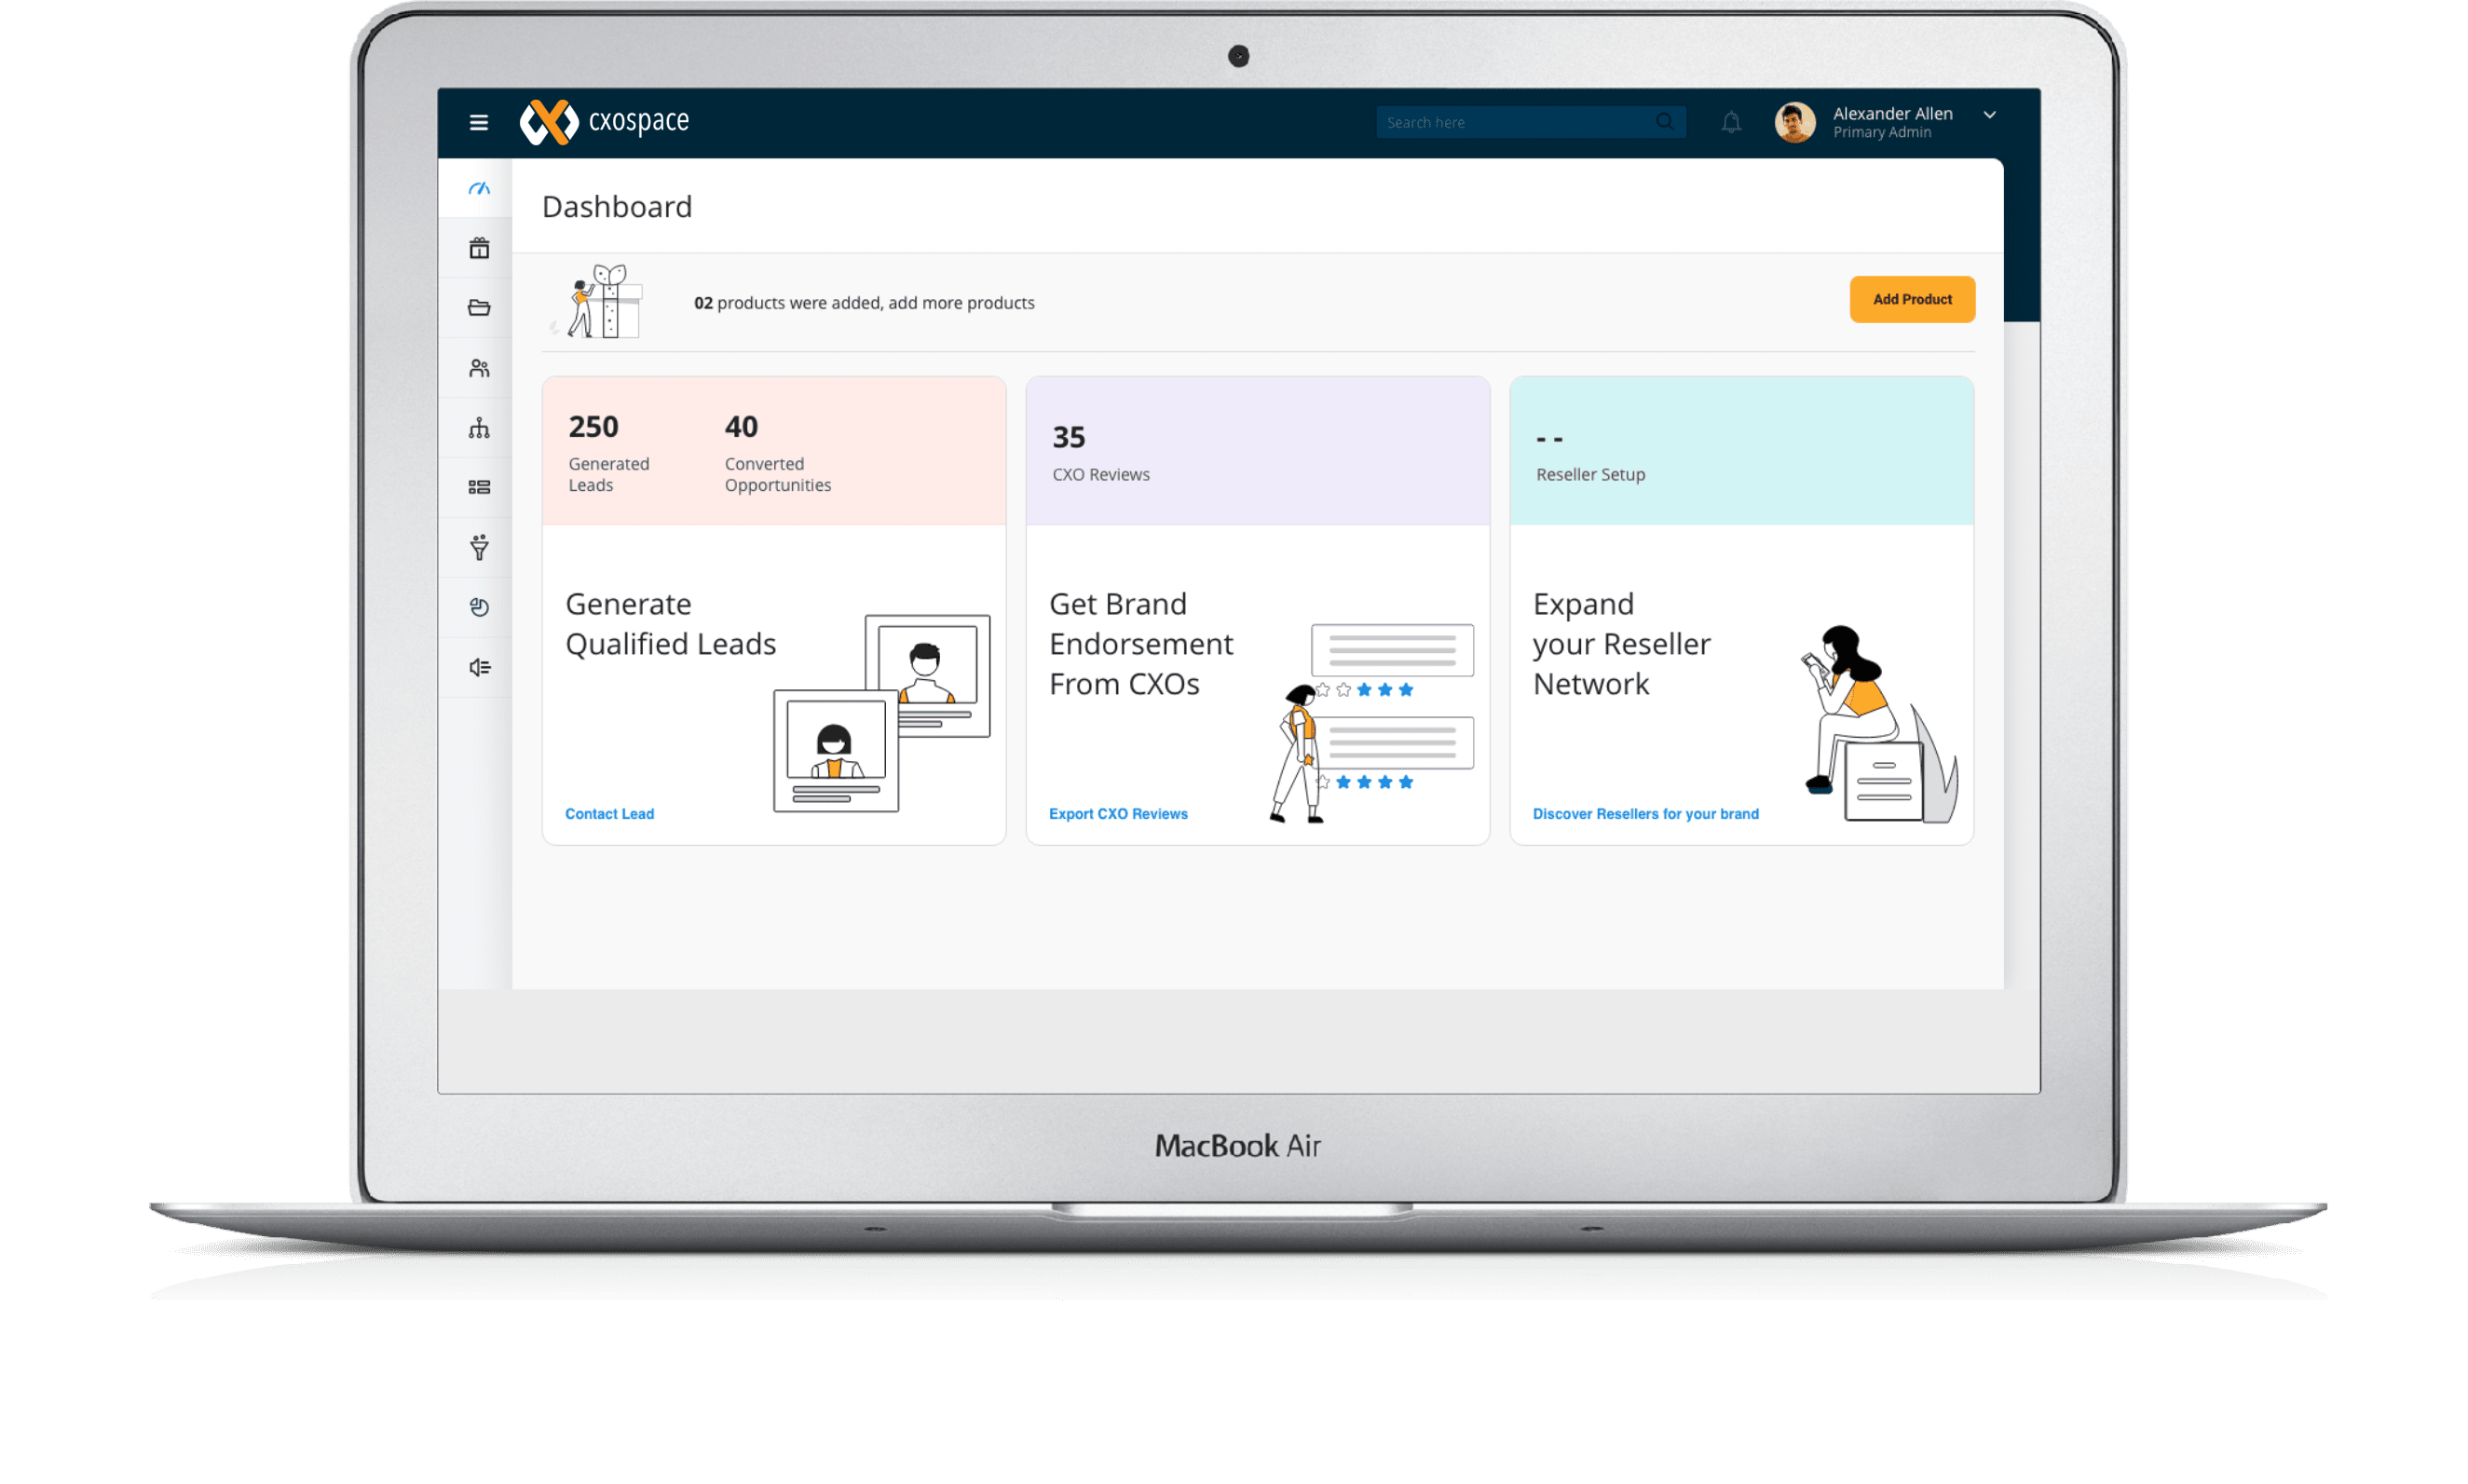 cxospace
Search here
Alexander Allen
Primary Admin
Dashboard
02 products were added, add more products
Add Product
250
Generated
Leads
40
Converted
Opportunities
35
CXO Reviews
- -
Reseller Setup
Generate
Qualified Leads
Contact Lead
Get Brand
Endorsement
From CXOs
Export CXO Reviews
Expand
your Reseller
Network
Discover Resellers for your brand
MacBook Air